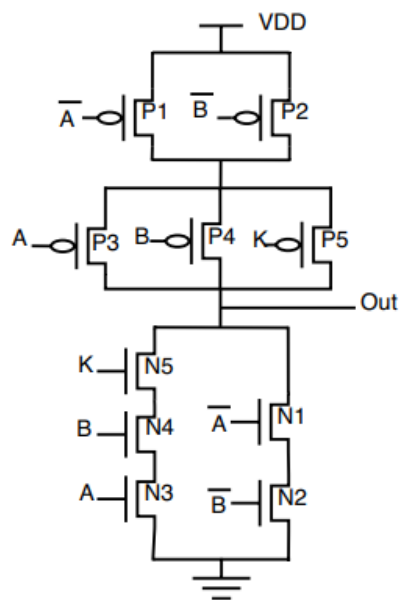 VDD
A̅ P1 B̅ P2
A P3 B P4 K P5
Out
K N5
A̅ N1
B N4
A N3
B̅ N2